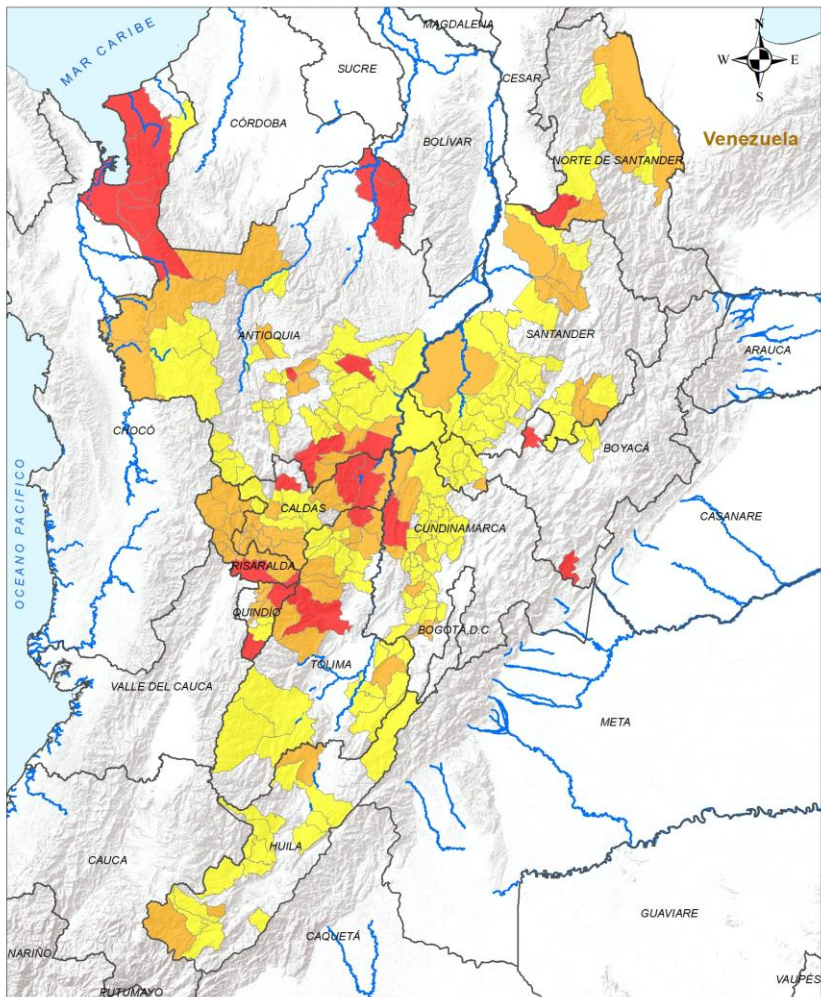 MAGDALENA
N
MAR CARIBE
W
E
SUCRE
CESAR
S
CÓRDOBA
BOLÍVAR
Venezuela
NORTE DE SANTANDER
ANTIOQUIA
SANTANDER
ARAUCA
CHOCÓ
BOYACÁ
OCEANO PACIFICO
CALDAS
CASANARE
CUNDINAMARCA
RISARALDA
QUINDÍO
BOGOTÁ, D.C
TOLIMA
VALLE DEL CAUCA
META
CAUCA
HUILA
GUAVIARE
CAQUETÁ
NARIÑO
PUTUMAYO
VAUPÉS